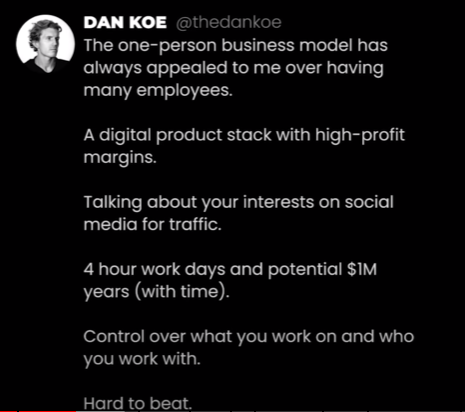 DAN KOE @thedankoe
The one-person business model has
always appealed to me over having
many employees.
A digital product stack with high-profit
margins.
Talking about your interests on social
media for traffic.
4 hour work days and potential $1M
years (with time).
Control over what you work on and who
you work with.
Hard to beat.